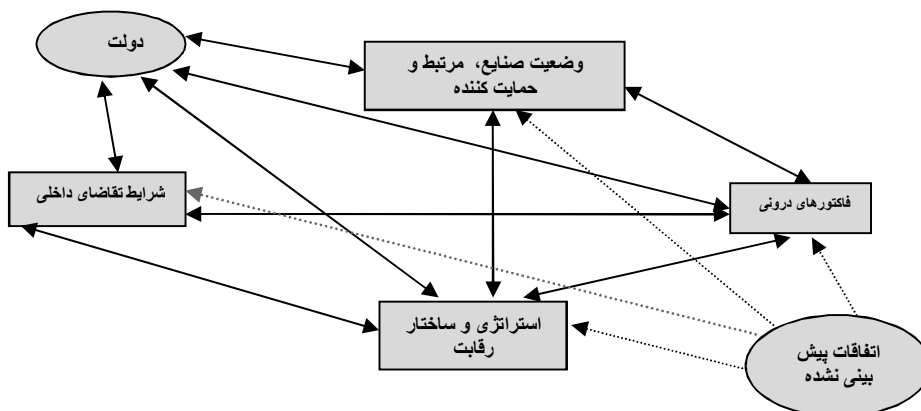 دولت
وضعیت صنایع، مرتبط و
حمایت کننده
شرایط تقاضای داخلی
فاکتورهای درونی
استراتژی و ساختار
رقابت
اتفاقات پیش
بینی نشده